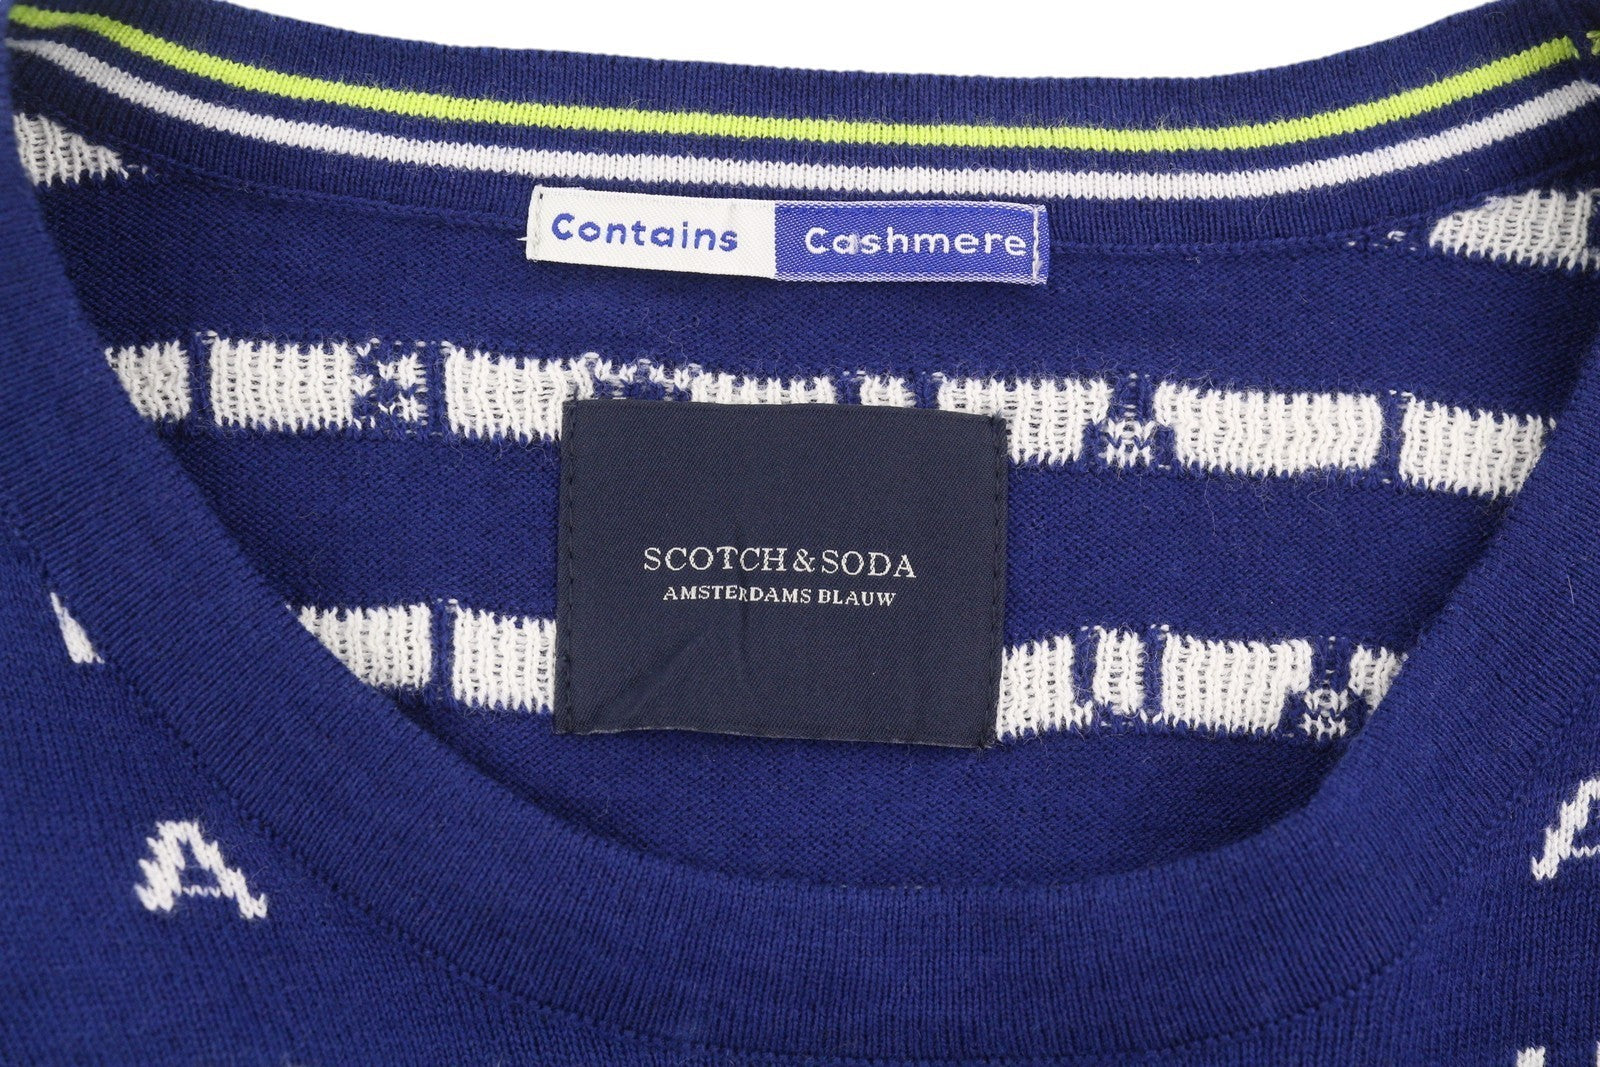 Contains Cashmere
SCOTCH & SODA
AMSTERDAMS BLAUW
A
A